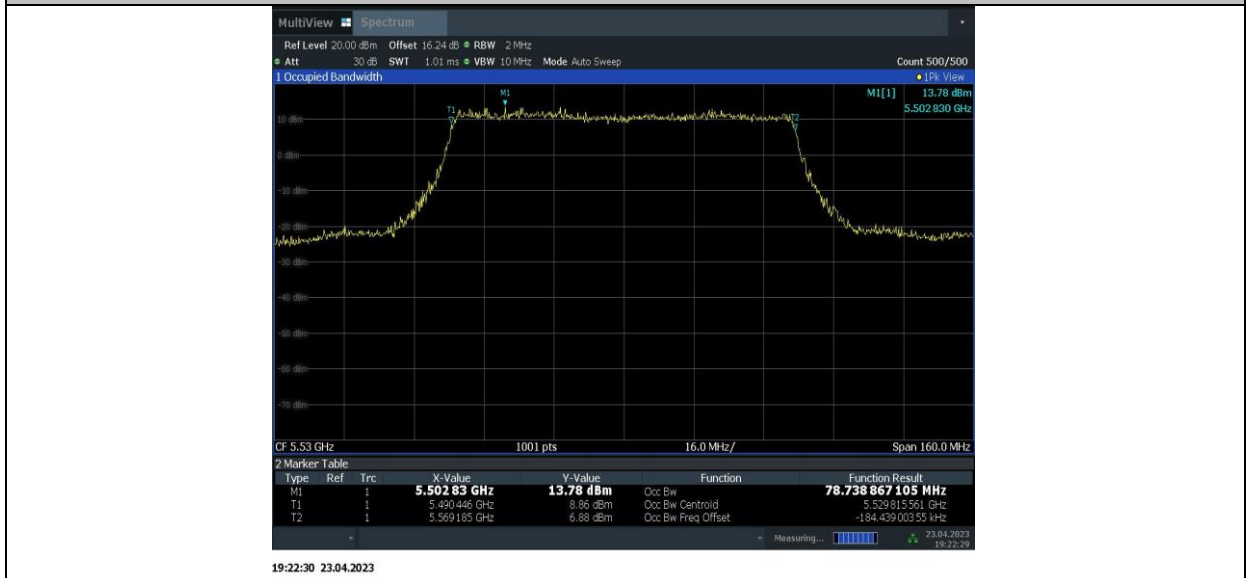 MultiView Spectrum
Ref Level 20.00 dBm Offset 16.24 dB RBW 2 MHz
Att 30 dB SWT 1.01 ms VBW 10 MHz Mode Auto Sweep Count 500/500
1 Occupied Bandwidth 1Pk View
M1[1] 13.78 dBm
5.502 830 GHz
M1
T1
T2
10 dBm
0 dBm
-10 dBm
-20 dBm
-30 dBm
-40 dBm
-50 dBm
-60 dBm
-70 dBm
CF 5.53 GHz 1001 pts 16.0 MHz/ Span 160.0 MHz
2 Marker Table
Type Ref Trc X-Value Y-Value Function Function Result
M1 1 5.502 83 GHz 13.78 dBm Occ Bw 78.738 867 105 MHz
T1 1 5.490 446 GHz 8.86 dBm Occ Bw Centroid 5.529 815 561 GHz
T2 1 5.569 185 GHz 6.88 dBm Occ Bw Freq Offset -184.439 003 55 kHz
Measuring... 23.04.2023
19:22:29
19:22:30 23.04.2023